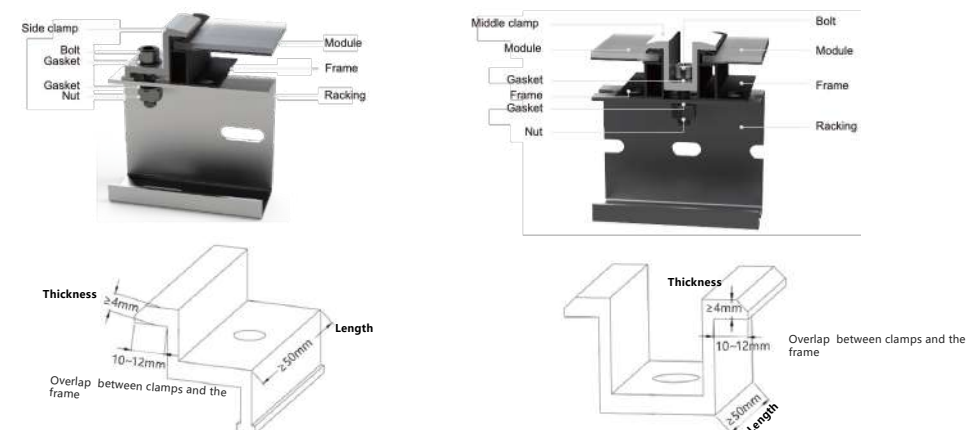 Side clamp
Bolt
Gasket
Gasket
Nut
Module
Frame
Racking
Middle clamp
Module
Gasket
Frame
Gasket
Nut
Bolt
Module
Frame
Racking
Thickness
≥4mm
10~12mm
Overlap between clamps and the
frame
≥50mm
Length
Thickness
≥4mm
10~12mm
Overlap between clamps and the
frame
≥50mm
Length